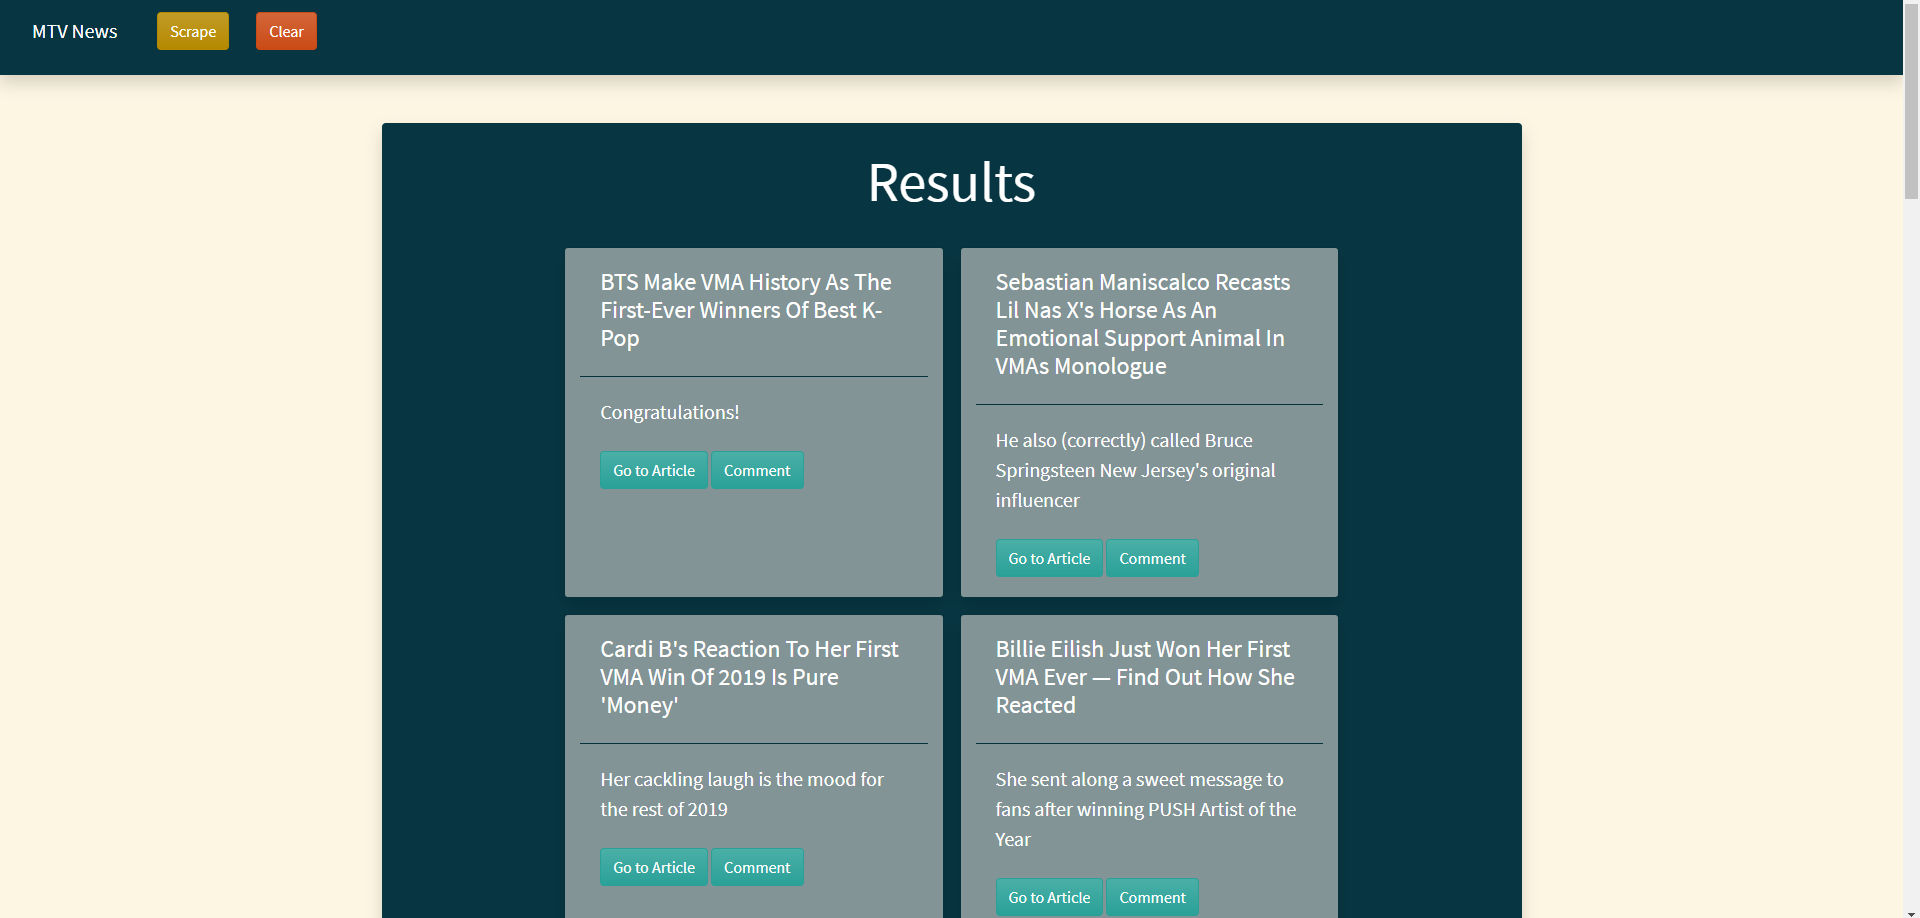 MTV News
Scrape
Clear
Results
BTS Make VMA History As The
First-Ever Winners Of Best K-
Pop
Congratulations!
Go to Article
Comment
Sebastian Maniscalco Recasts
Lil Nas X's Horse As An
Emotional Support Animal In
VMAs Monologue
He also (correctly) called Bruce
Springsteen New Jersey's original
influencer
Go to Article
Comment
Cardi B's Reaction To Her First
VMA Win Of 2019 Is Pure
'Money'
Her cackling laugh is the mood for
the rest of 2019
Go to Article
Comment
Billie Eilish Just Won Her First
VMA Ever — Find Out How She
Reacted
She sent along a sweet message to
fans after winning PUSH Artist of the
Year
Go to Article
Comment